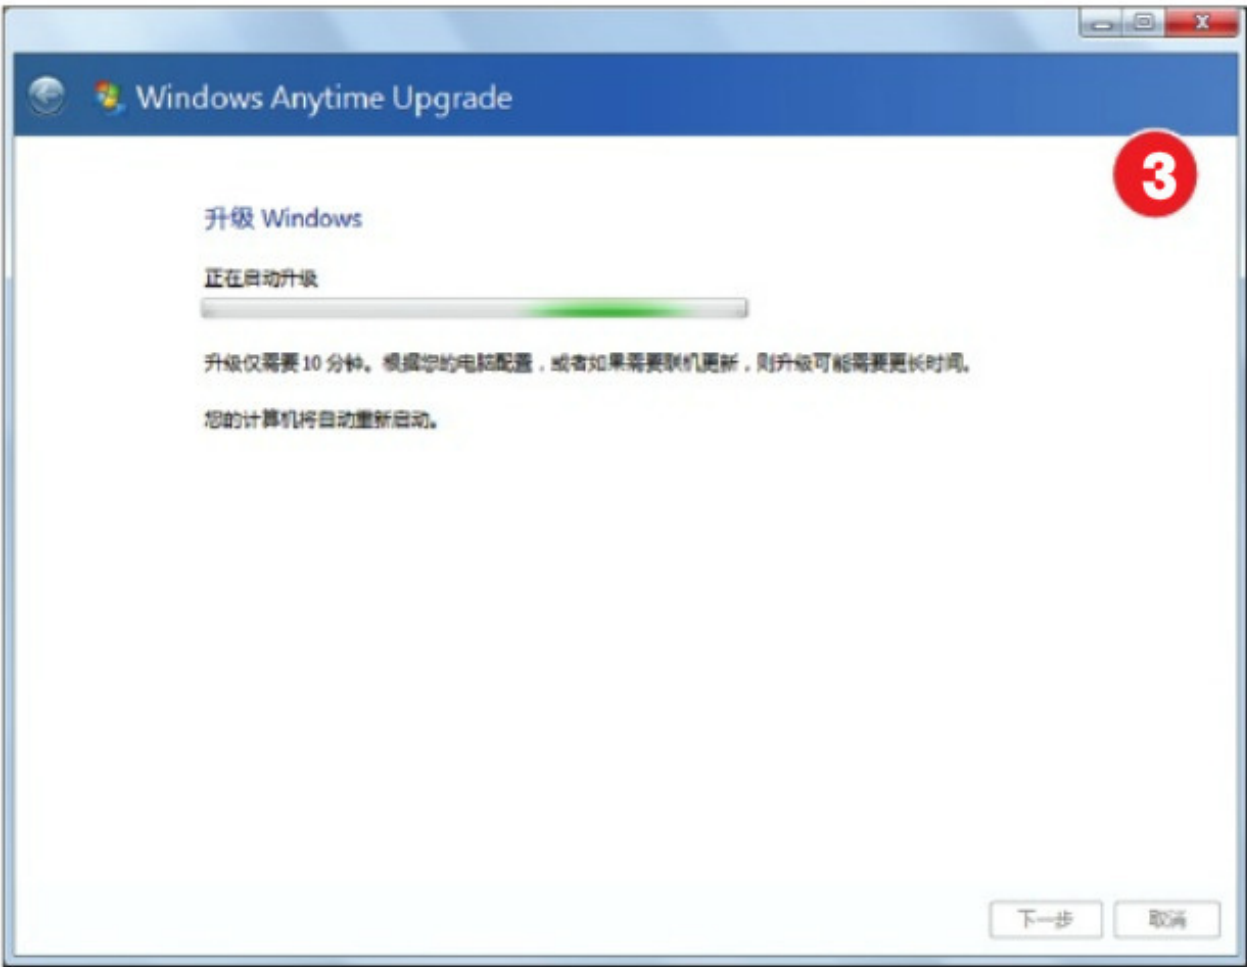 Windows Anytime Upgrade
3
升级 Windows
正在启动升级
升级仅需要 10 分钟。根据您的电脑配置，或者如果需要联机更新，则升级可能需要更长时间。
您的计算机将自动重新启动。
下一步 取消